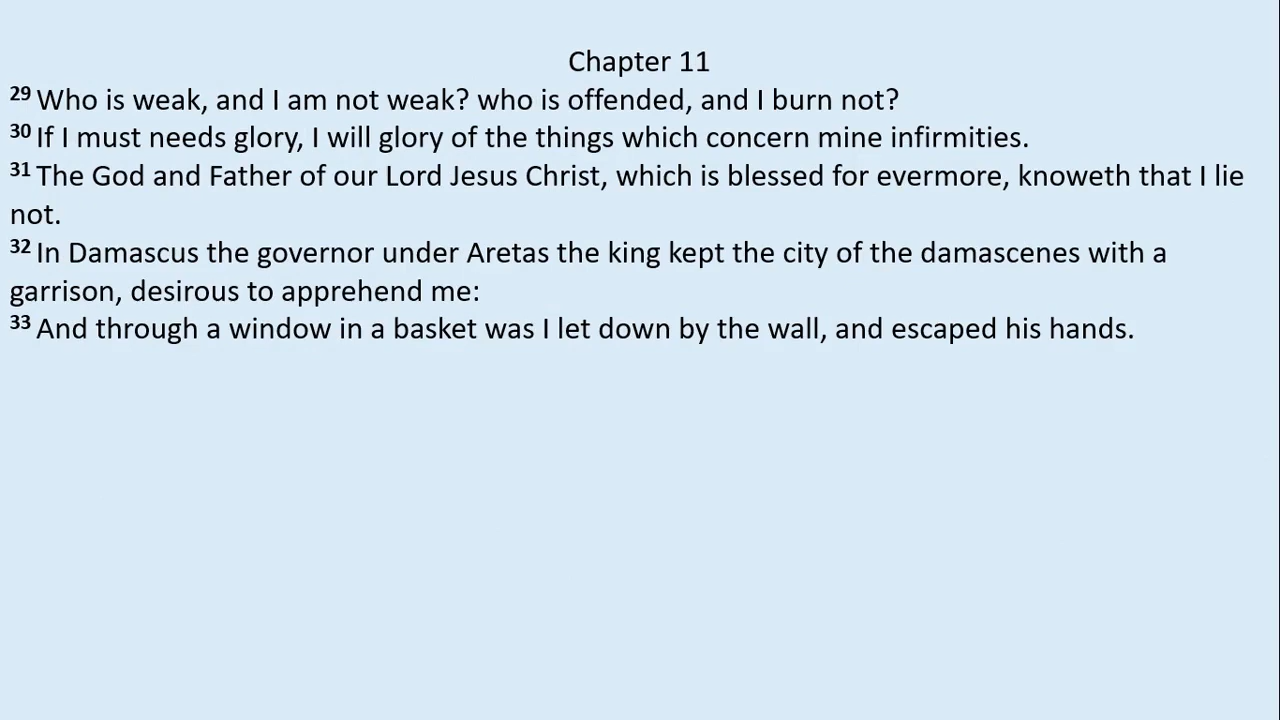 Chapter 11
29 Who is weak, and I am not weak? who is offended, and I burn not?
30 If I must needs glory, I will glory of the things which concern mine infirmities.
31 The God and Father of our Lord Jesus Christ, which is blessed for evermore, knoweth that I lie
not.
32 In Damascus the governor under Aretas the king kept the city of the damascenes with a
garrison, desirous to apprehend me:
33 And through a window in a basket was I let down by the wall, and escaped his hands.